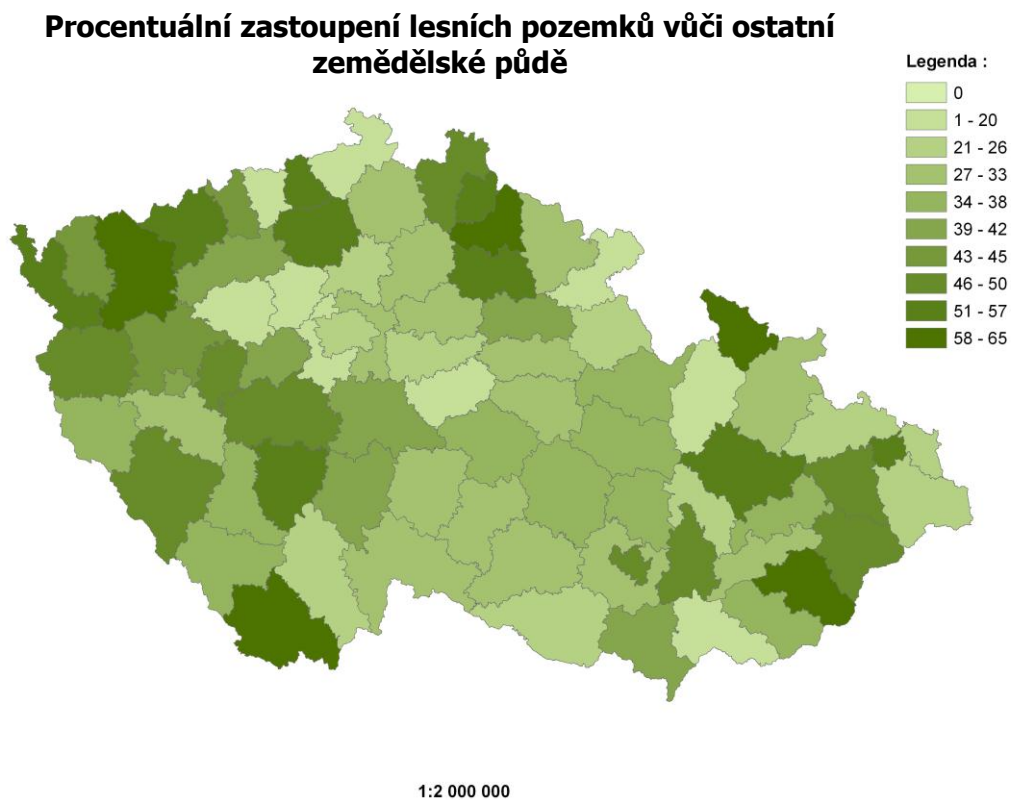 Procentuální zastoupení lesních pozemků vůči ostatní
zemědělské půdě
Legenda :
0
1 - 20
21 - 26
27 - 33
34 - 38
39 - 42
43 - 45
46 - 50
51 - 57
58 - 65
1:2 000 000